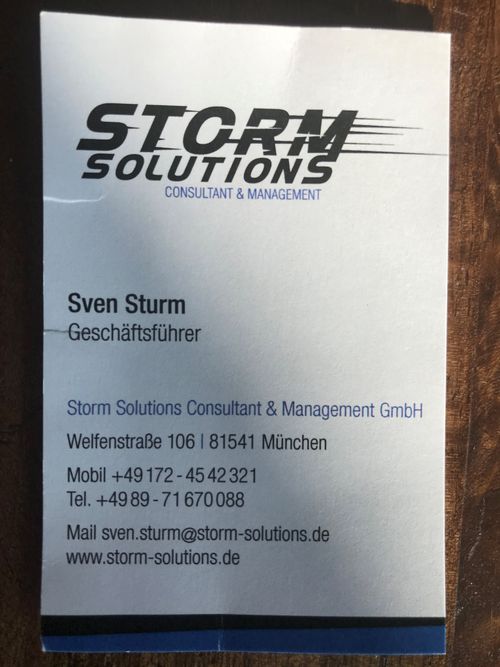 STORM
SOLUTIONS
CONSULTANT & MANAGEMENT
Sven Sturm
Geschäftsführer
Storm Solutions Consultant & Management GmbH
Welfenstraße 106 | 81541 München
Mobil +49 172 - 45 42 321
Tel. +49 89 - 71 670 088
Mail sven.sturm@storm-solutions.de
www.storm-solutions.de